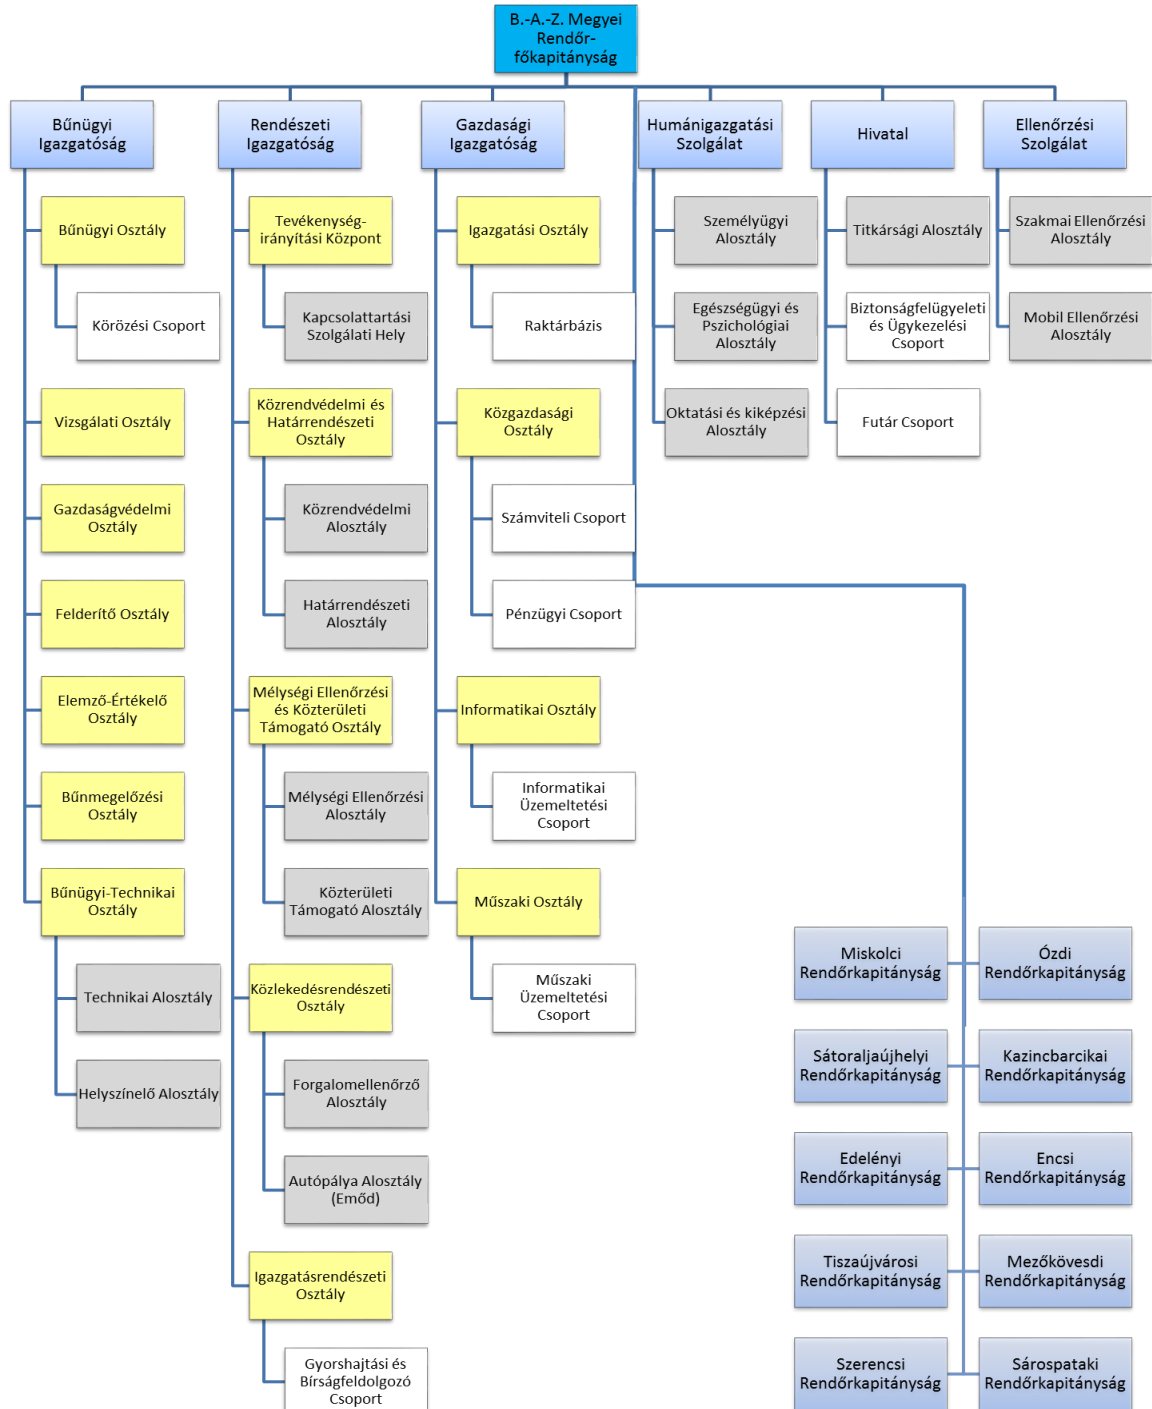 B.-A.-Z. Megyei
Rendőr-
főkapitányság
Bűnügyi
Igazgatóság
Rendészeti
Igazgatóság
Gazdasági
Igazgatóság
Humánigazgatási
Szolgálat
Hivatal
Ellenőrzési
Szolgálat
Bűnügyi Osztály
Körözési Csoport
Vizsgálati Osztály
Gazdaságvédelmi
Osztály
Felderítő Osztály
Elemző-Értékelő
Osztály
Bűnmegelőzési
Osztály
Bűnügyi-Technikai
Osztály
Technikai Alosztály
Helyszínelő Alosztály
Tevékenység-
irányítási Központ
Kapcsolattartási
Szolgálati Hely
Közrendvédelmi és
Határrendészeti
Osztály
Közrendvédelmi
Alosztály
Határrendészeti
Alosztály
Mélységi Ellenőrzési
és Közterületi
Támogató Osztály
Mélységi Ellenőrzési
Alosztály
Közterületi
Támogató Alosztály
Közlekedésrendészeti
Osztály
Forgalomellenőrző
Alosztály
Autópálya Alosztály
(Emőd)
Igazgatásrendészeti
Osztály
Gyorshajtási és
Bírságfeldolgozó
Csoport
Igazgatási Osztály
Raktárbázis
Közgazdasági
Osztály
Számviteli Csoport
Pénzügyi Csoport
Informatikai Osztály
Informatikai
Üzemeltetési
Csoport
Műszaki Osztály
Műszaki
Üzemeltetési
Csoport
Személyügyi
Alosztály
Egészségügyi és
Pszichológiai
Alosztály
Oktatási és kiképzési
Alosztály
Titkársági Alosztály
Biztonságfelügyeleti
és Ügykezelési
Csoport
Futár Csoport
Szakmai Ellenőrzési
Alosztály
Mobil Ellenőrzési
Alosztály
Miskolci
Rendőrkapitányság
Ózdi
Rendőrkapitányság
Sátoraljaújhelyi
Rendőrkapitányság
Kazincbarcikai
Rendőrkapitányság
Edelényi
Rendőrkapitányság
Encsi
Rendőrkapitányság
Tiszaújvárosi
Rendőrkapitányság
Mezőkövesdi
Rendőrkapitányság
Szerencsi
Rendőrkapitányság
Sárospataki
Rendőrkapitányság